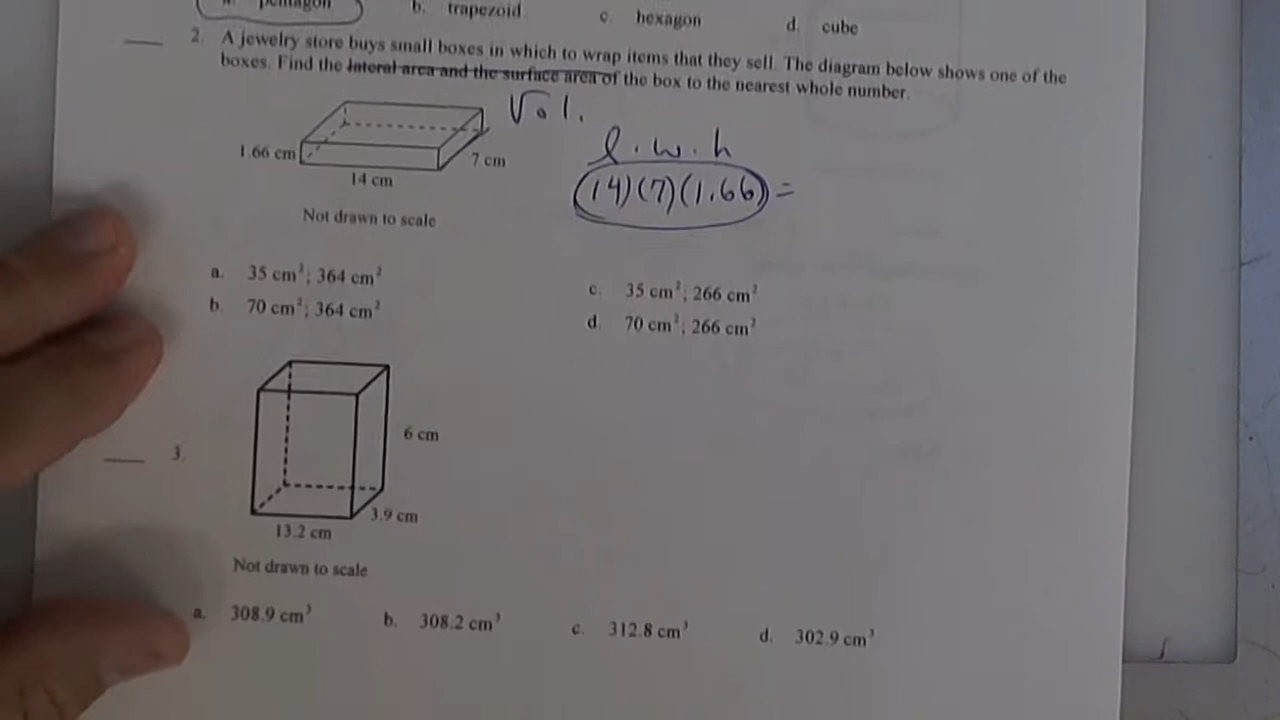 a. pentagon b. trapezoid c. hexagon d. cube
2. A jewelry store buys small boxes in which to wrap items that they sell. The diagram below shows one of the
boxes. Find the lateral area and the surface area of the box to the nearest whole number.
Vol.
l . w . h
1.66 cm
7 cm
(14)(7)(1.66) =
14 cm
Not drawn to scale
a. 35 cm²; 364 cm²
c. 35 cm²; 266 cm²
b. 70 cm²; 364 cm²
d. 70 cm²; 266 cm²
6 cm
3.
3.9 cm
13.2 cm
Not drawn to scale
a. 308.9 cm³ b. 308.2 cm³ c. 312.8 cm³ d. 302.9 cm³